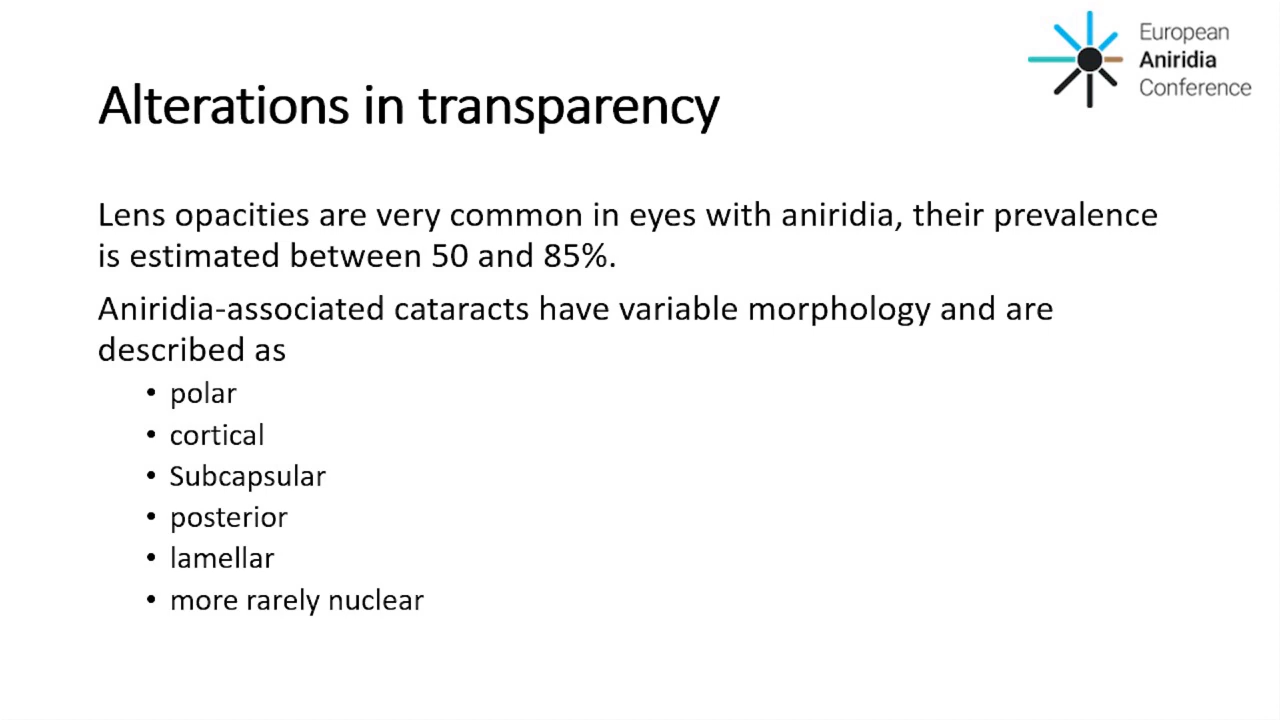 European
Aniridia
Conference
Alterations in transparency
Lens opacities are very common in eyes with aniridia, their prevalence
is estimated between 50 and 85%.
Aniridia-associated cataracts have variable morphology and are
described as
• polar
• cortical
• Subcapsular
• posterior
• lamellar
• more rarely nuclear